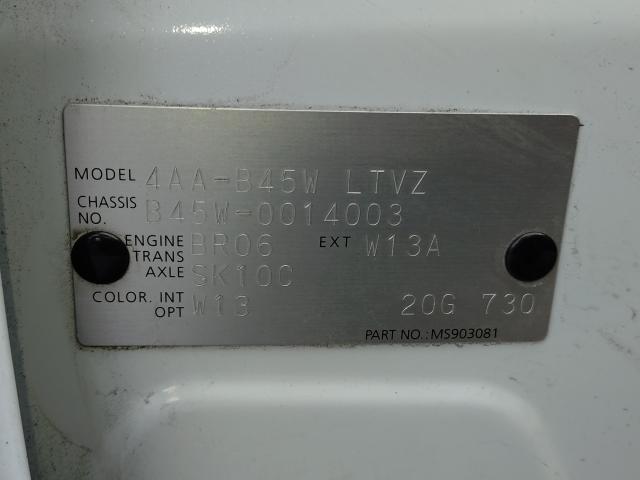 MODEL 4AA-B45W LTVZ
CHASSIS NO. B45W-0014003
ENGINE BR06 EXT W13A
TRANS AXLE SK10C
COLOR. INT W13 20G 730
OPT
PART NO.: MS903081